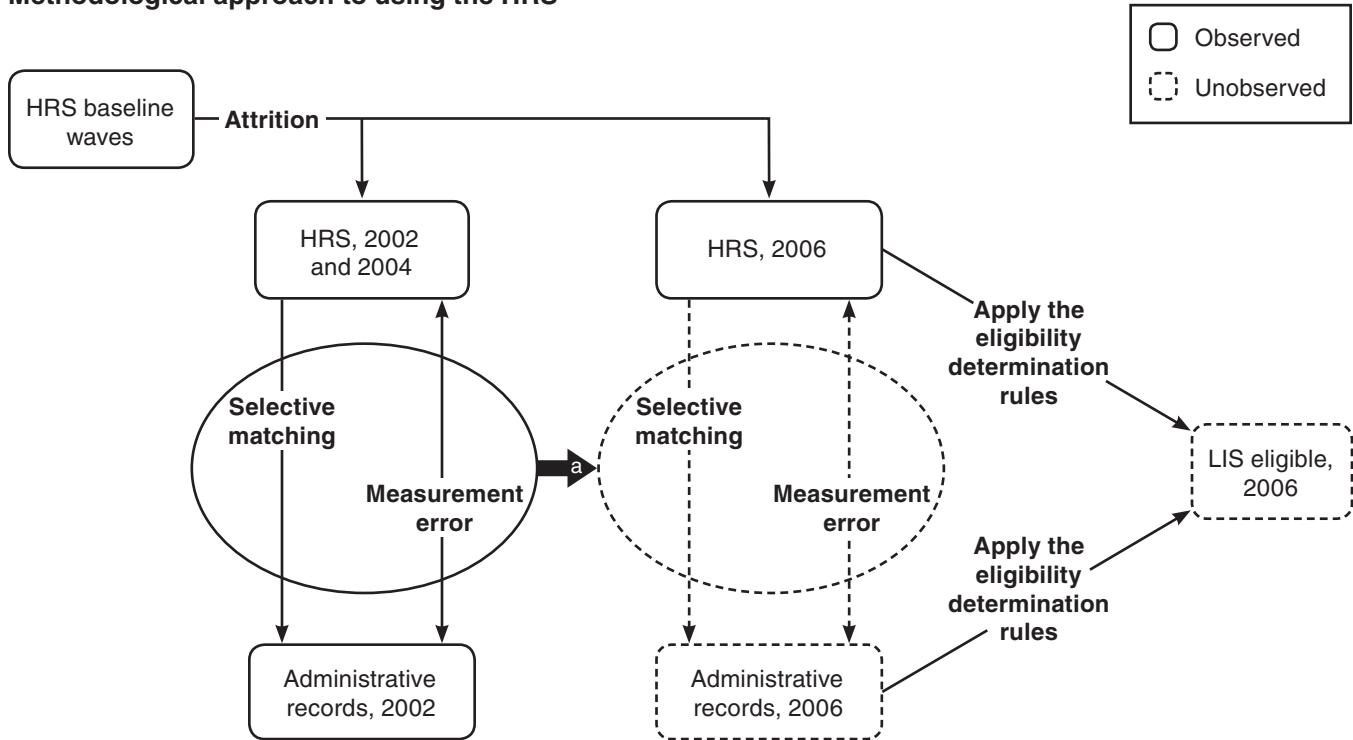 Methodological approach to using the HRS
Observed
Unobserved
HRS baseline
waves
Attrition
HRS, 2002
and 2004
HRS, 2006
Apply the
eligibility
determination
rules
Selective
matching
Measurement
error
a
Selective
matching
Measurement
error
LIS eligible,
2006
Apply the
eligibility
determination
rules
Administrative
records, 2002
Administrative
records, 2006